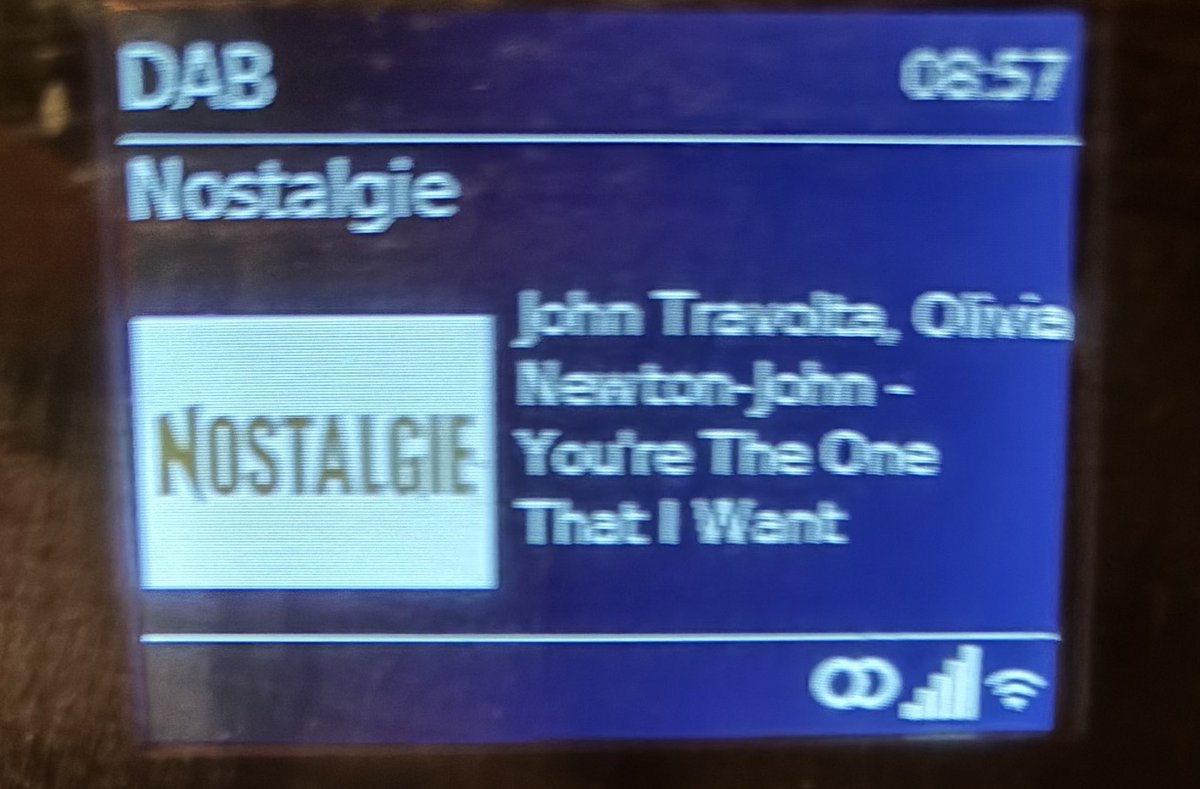 DAB 08:57
Nostalgie
NOSTALGIE
John Travolta, Olivia
Newton-John -
You're The One
That I Want